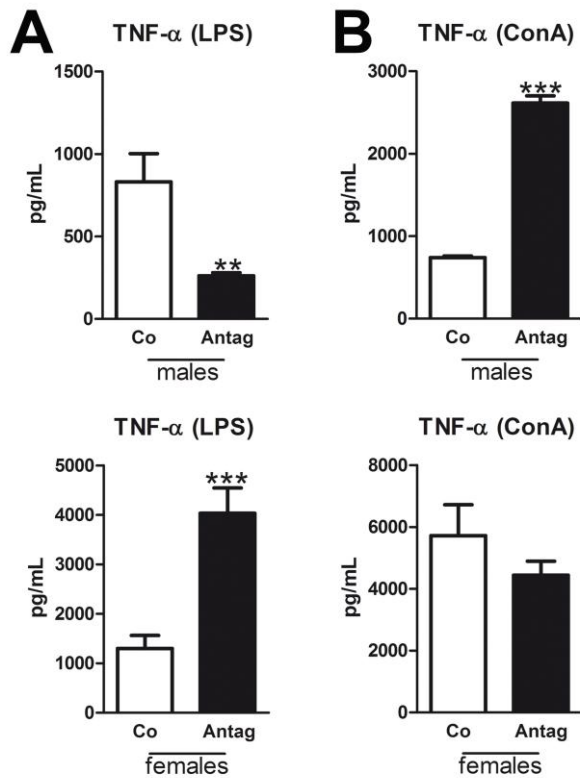 A
TNF-α (LPS)
1500
1000
500
0
pg/mL
**
Co Antag
males
B
TNF-α (ConA)
3000
2000
1000
0
pg/mL
***
Co Antag
males
TNF-α (LPS)
5000
4000
3000
2000
1000
0
pg/mL
***
Co Antag
females
TNF-α (ConA)
8000
6000
4000
2000
0
pg/mL
Co Antag
females